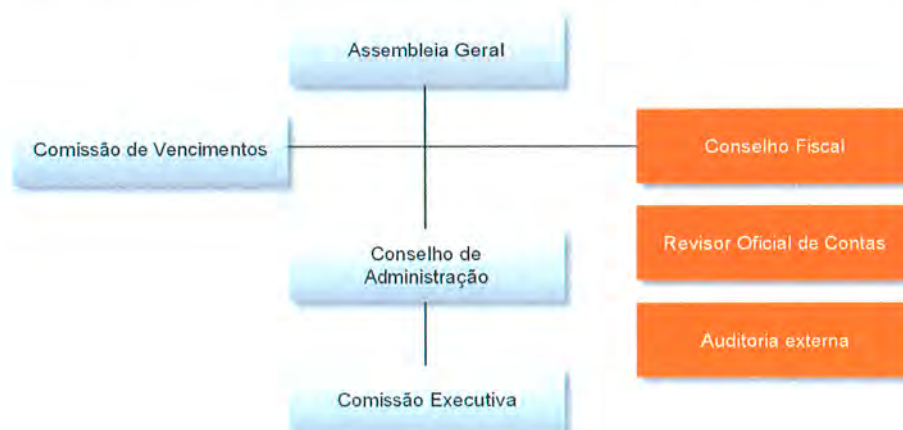 Assembleia Geral
Comissão de Vencimentos
Conselho Fiscal
Revisor Oficial de Contas
Conselho de
Administração
Auditoria externa
Comissão Executiva